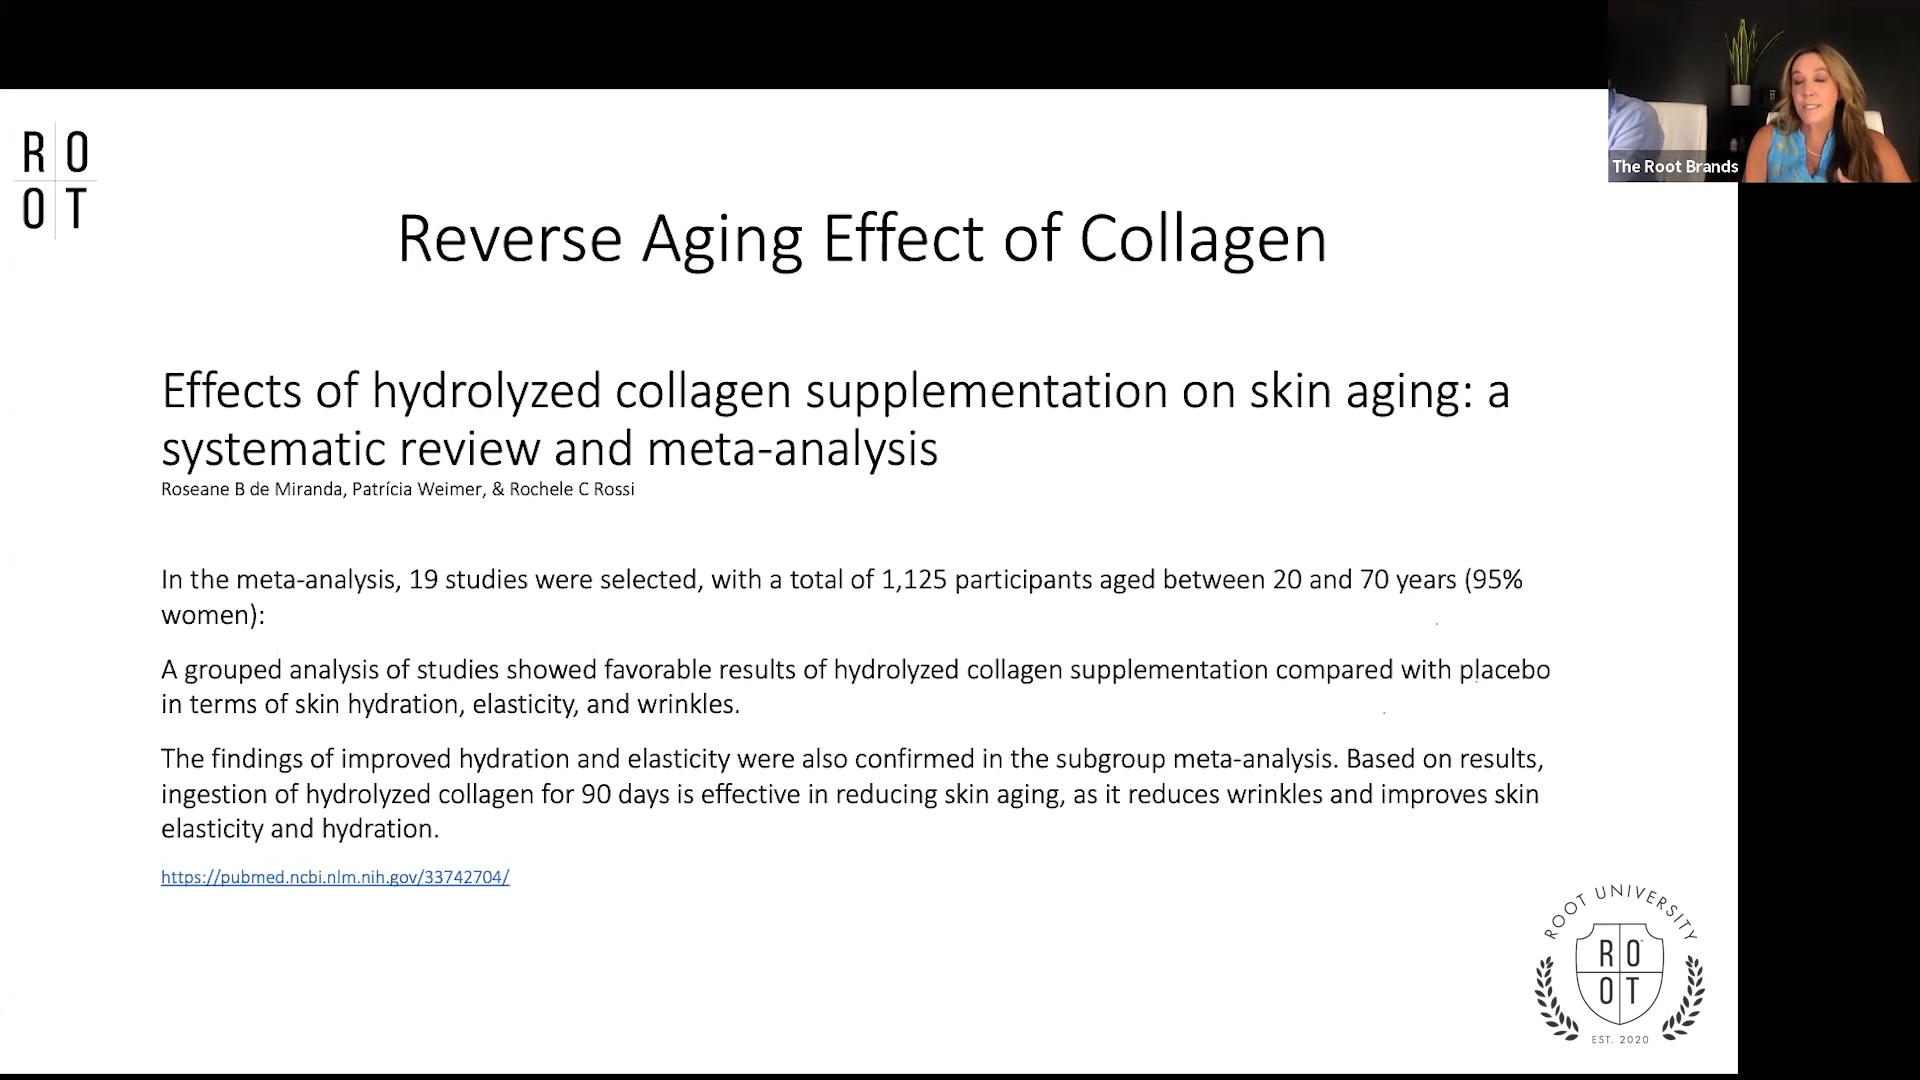 The Root Brands
R O
O T
Reverse Aging Effect of Collagen
Effects of hydrolyzed collagen supplementation on skin aging: a
systematic review and meta-analysis
Roseane B de Miranda, Patrícia Weimer, & Rochele C Rossi
In the meta-analysis, 19 studies were selected, with a total of 1,125 participants aged between 20 and 70 years (95%
women):
A grouped analysis of studies showed favorable results of hydrolyzed collagen supplementation compared with placebo
in terms of skin hydration, elasticity, and wrinkles.
The findings of improved hydration and elasticity were also confirmed in the subgroup meta-analysis. Based on results,
ingestion of hydrolyzed collagen for 90 days is effective in reducing skin aging, as it reduces wrinkles and improves skin
elasticity and hydration.
https://pubmed.ncbi.nlm.nih.gov/33742704/
ROOT UNIVERSITY
R O
O T
EST. 2020